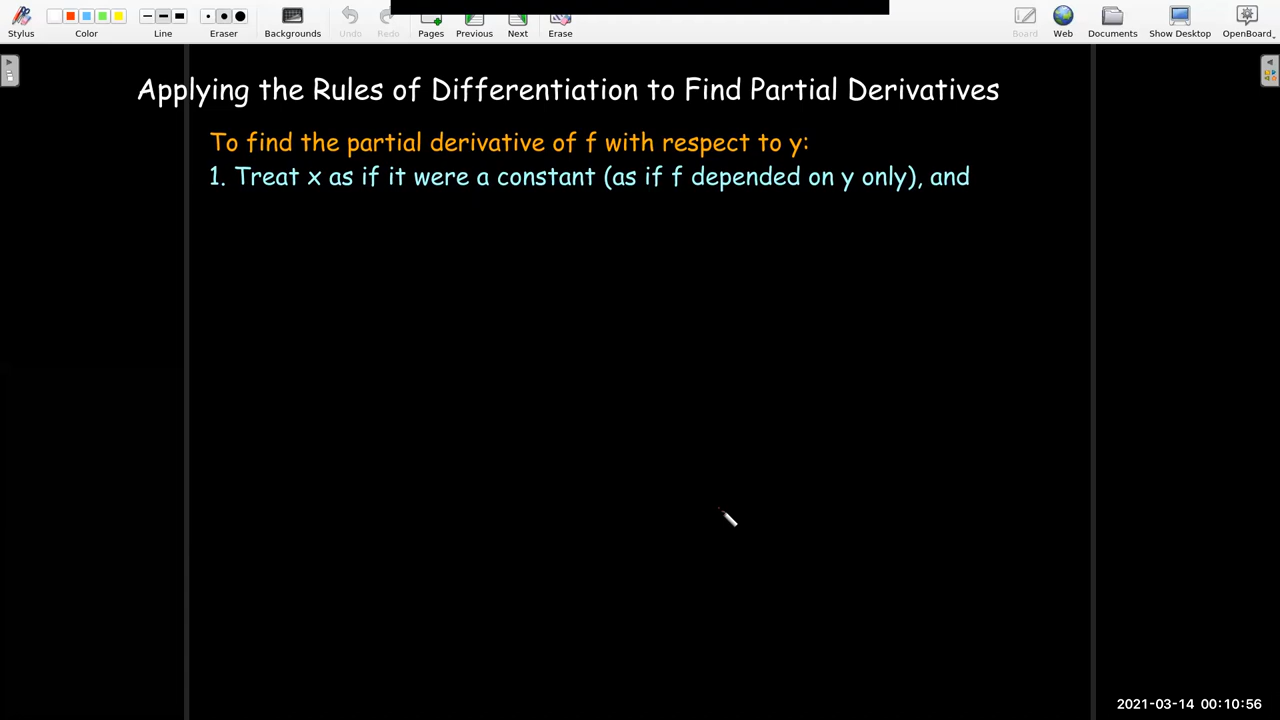 Stylus Color Line Eraser Backgrounds Undo Redo Pages Previous Next Erase Board Web Documents Show Desktop OpenBoard
Applying the Rules of Differentiation to Find Partial Derivatives
To find the partial derivative of f with respect to y:
1. Treat x as if it were a constant (as if f depended on y only), and
2021-03-14 00:10:56